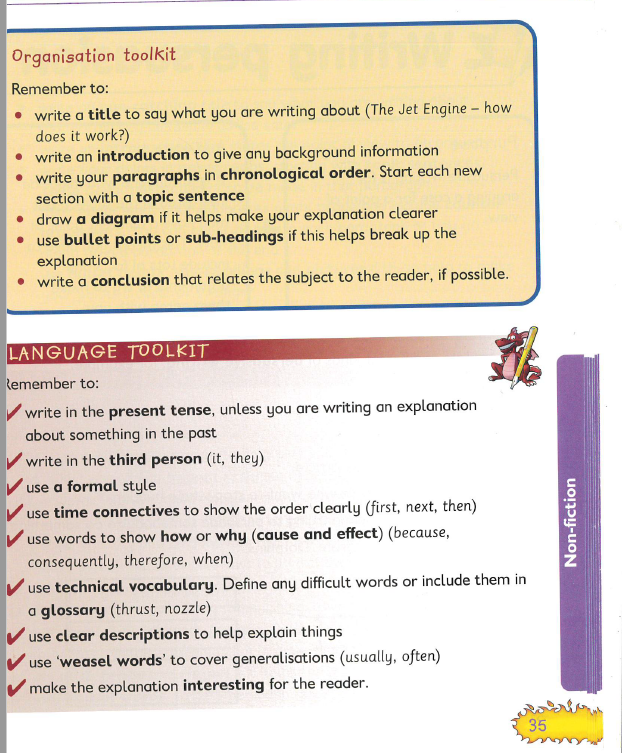 Organisation toolkit
Remember to:
• write a title to say what you are writing about (The Jet Engine – how
does it work?)
• write an introduction to give any background information
• write your paragraphs in chronological order. Start each new
section with a topic sentence
• draw a diagram if it helps make your explanation clearer
• use bullet points or sub-headings if this helps break up the
explanation
• write a conclusion that relates the subject to the reader, if possible.
LANGUAGE TOOLKIT
Remember to:
✓ write in the present tense, unless you are writing an explanation
about something in the past
✓ write in the third person (it, they)
✓ use a formal style
✓ use time connectives to show the order clearly (first, next, then)
✓ use words to show how or why (cause and effect) (because,
consequently, therefore, when)
✓ use technical vocabulary. Define any difficult words or include them in
a glossary (thrust, nozzle)
✓ use clear descriptions to help explain things
✓ use ‘weasel words’ to cover generalisations (usually, often)
✓ make the explanation interesting for the reader.
Non-fiction
35